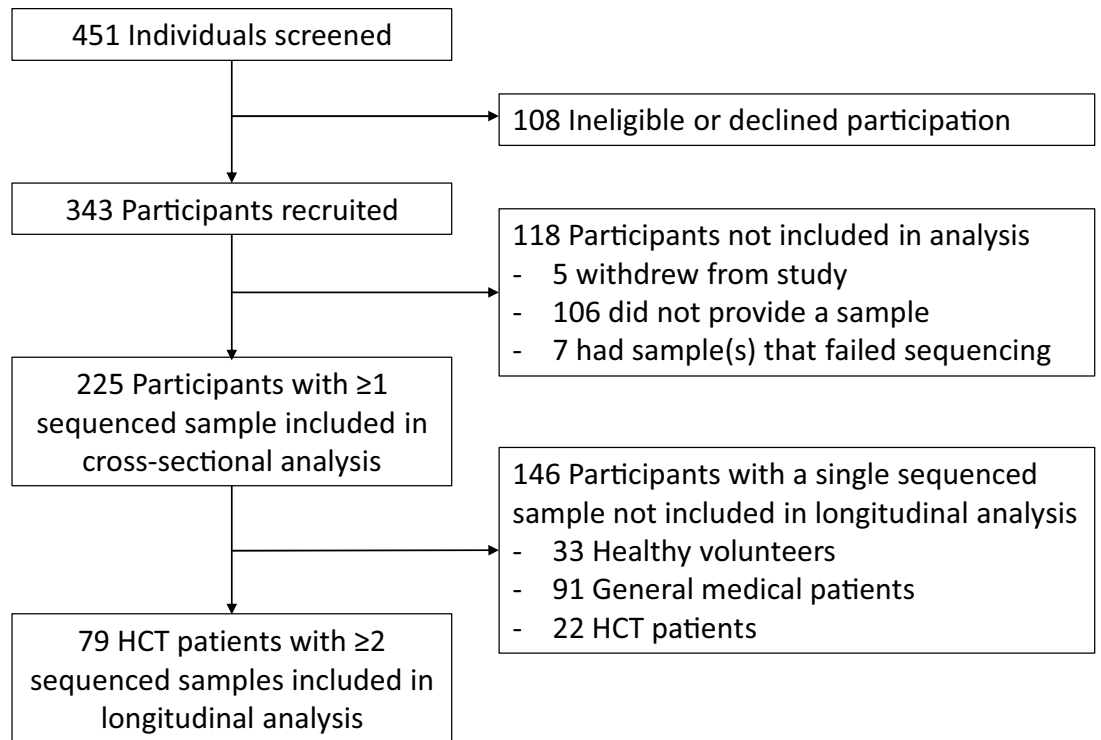 451 Individuals screened
108 Ineligible or declined participation
343 Participants recruited
118 Participants not included in analysis
- 5 withdrew from study
- 106 did not provide a sample
- 7 had sample(s) that failed sequencing
225 Participants with ≥1
sequenced sample included in
cross-sectional analysis
146 Participants with a single sequenced
sample not included in longitudinal analysis
- 33 Healthy volunteers
- 91 General medical patients
- 22 HCT patients
79 HCT patients with ≥2
sequenced samples included in
longitudinal analysis